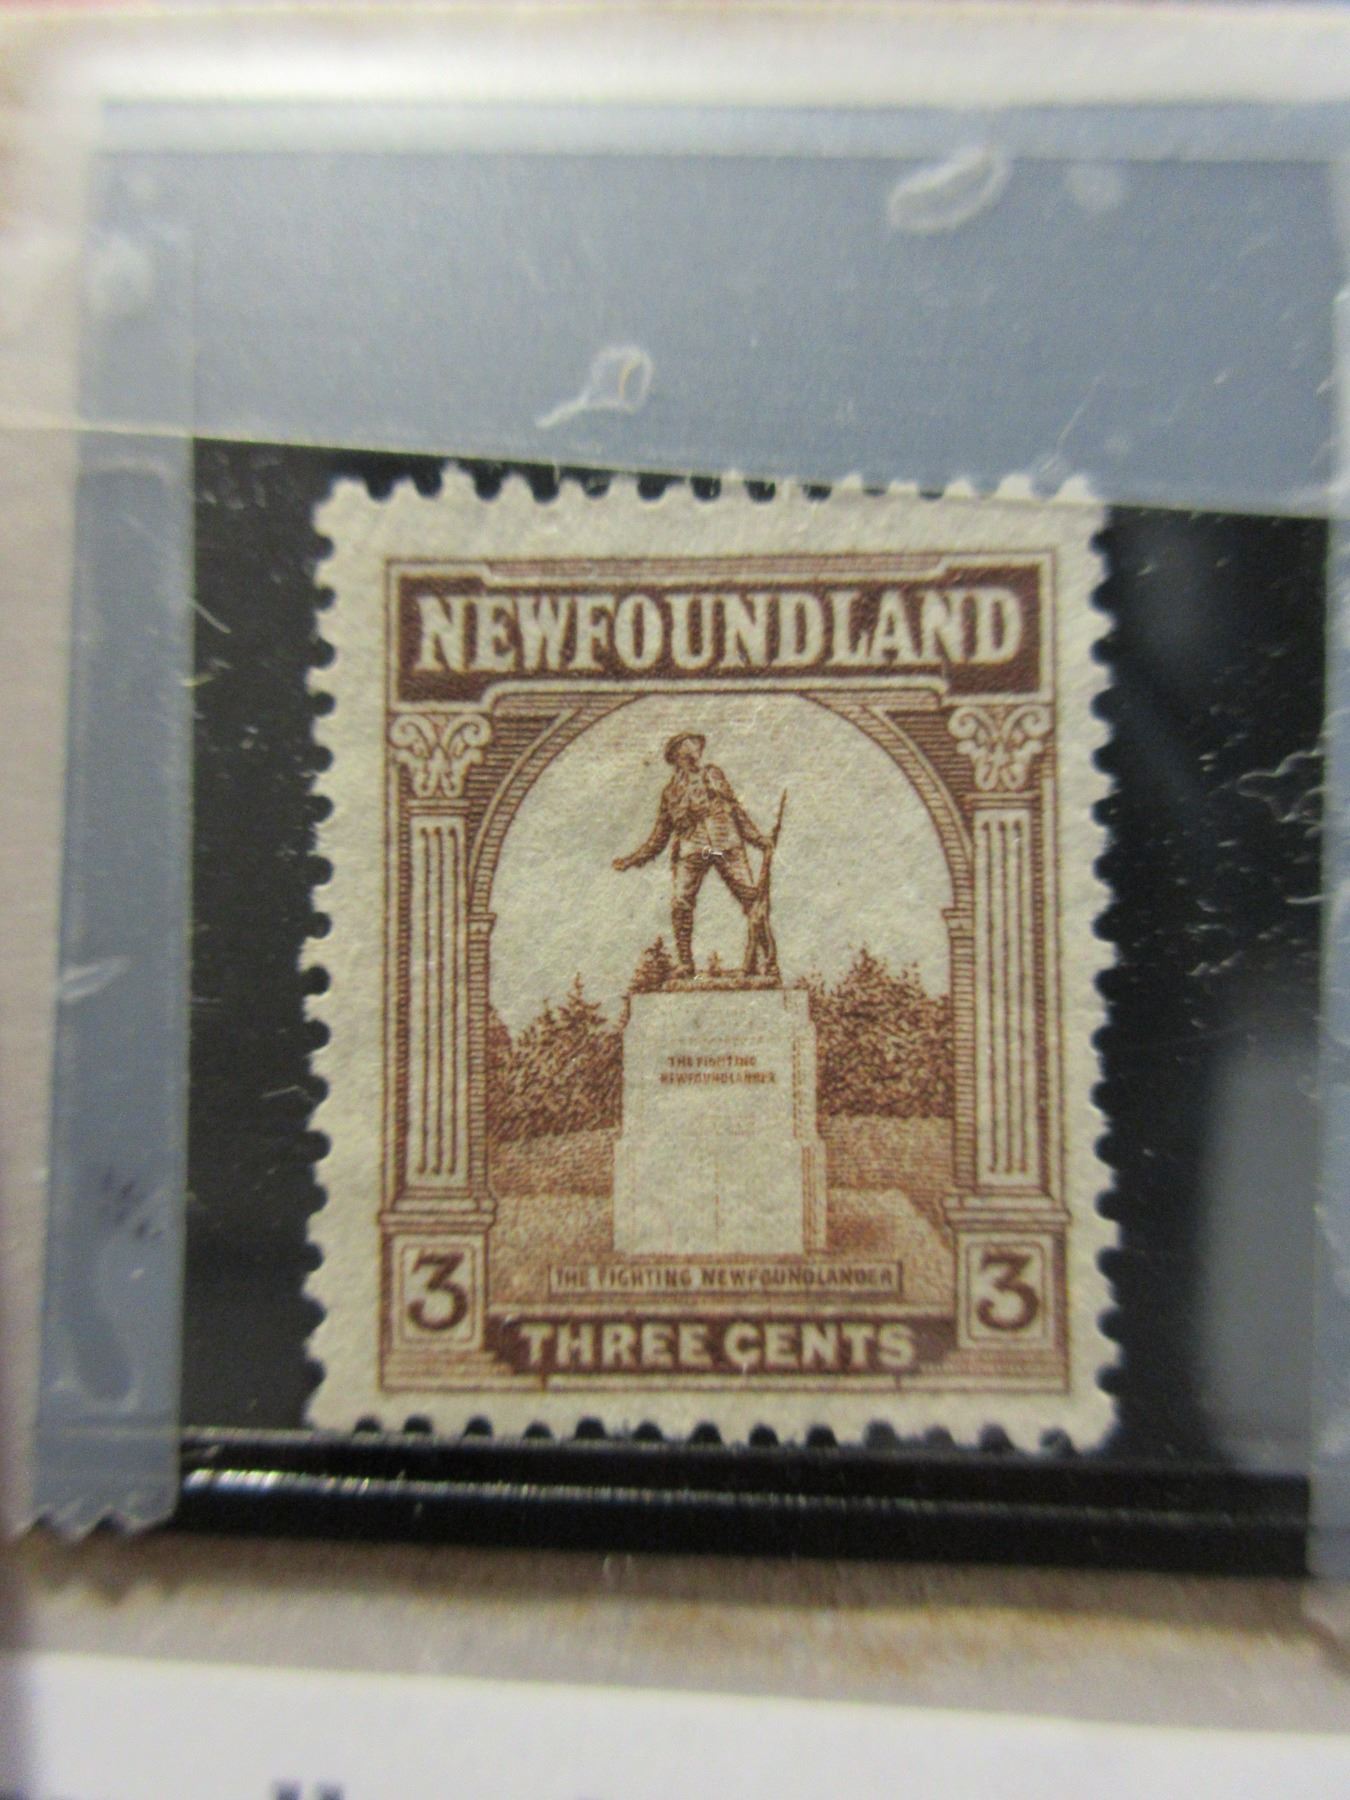 NEWFOUNDLAND
THE FIGHTING
NEWFOUNDLANDER
THE FIGHTING NEWFOUNDLANDER
3 3
THREE CENTS